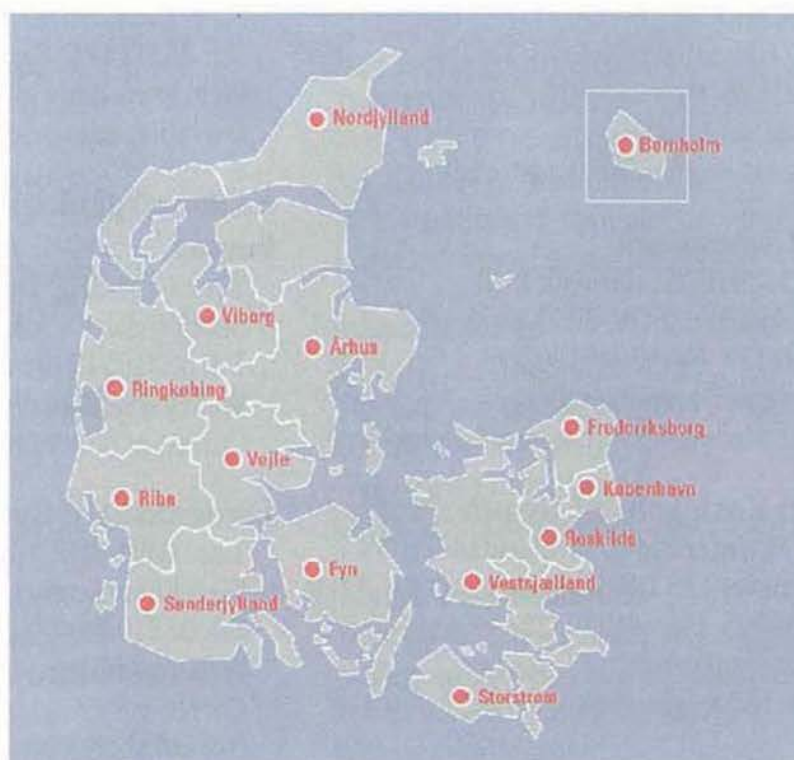 Nordjylland
Bornholm
Viborg
Århus
Ringkøbing
Frederiksborg
Vejle
København
Ribe
Roskilde
Fyn
Vestsjælland
Sønderjylland
Storstrøm